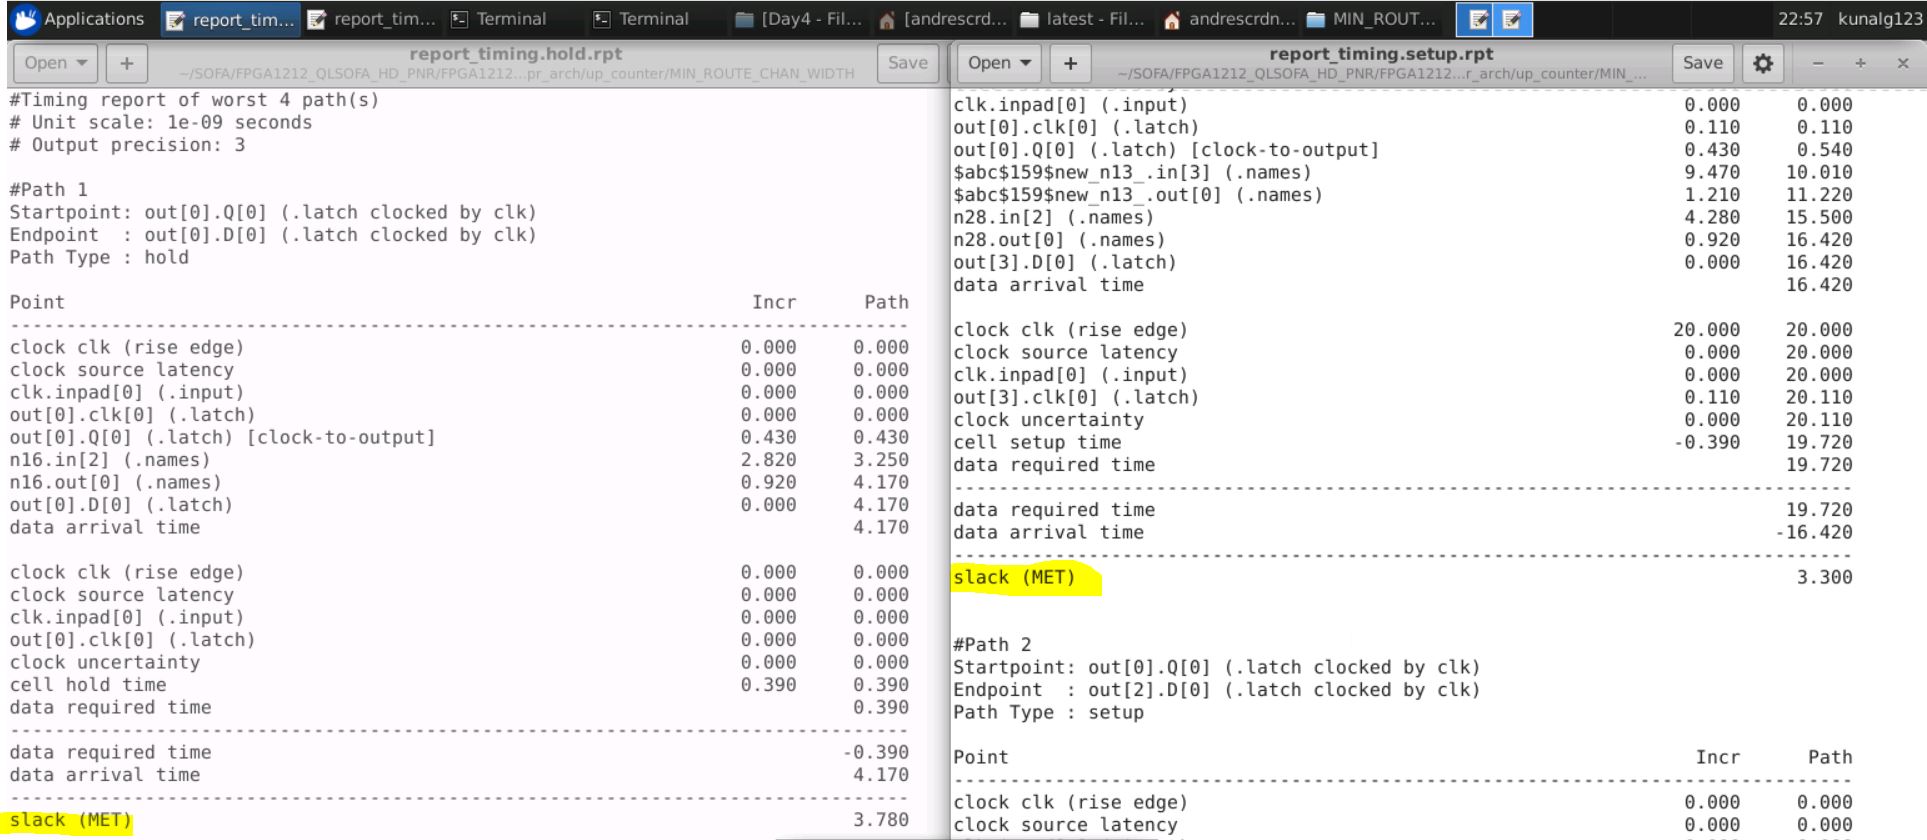 Applications report_tim... report_tim... Terminal Terminal [Day4 - Fil... [andrescrd... latest - Fil... andrescrdn... MIN_ROUT... 22:57 kunalg123
Open + report_timing.hold.rpt Save
~/SOFA/FPGA1212_QLSOFA_HD_PNR/FPGA1212...pr_arch/up_counter/MIN_ROUTE_CHAN_WIDTH
#Timing report of worst 4 path(s)
# Unit scale: 1e-09 seconds
# Output precision: 3
#Path 1
Startpoint: out[0].Q[0] (.latch clocked by clk)
Endpoint  : out[0].D[0] (.latch clocked by clk)
Path Type : hold
Point Incr Path
--------------------------------------------------------------------------------
clock clk (rise edge) 0.000 0.000
clock source latency 0.000 0.000
clk.inpad[0] (.input) 0.000 0.000
out[0].clk[0] (.latch) 0.000 0.000
out[0].Q[0] (.latch) [clock-to-output] 0.430 0.430
n16.in[2] (.names) 2.820 3.250
n16.out[0] (.names) 0.920 4.170
out[0].D[0] (.latch) 0.000 4.170
data arrival time 4.170
clock clk (rise edge) 0.000 0.000
clock source latency 0.000 0.000
clk.inpad[0] (.input) 0.000 0.000
out[0].clk[0] (.latch) 0.000 0.000
clock uncertainty 0.000 0.000
cell hold time 0.390 0.390
data required time 0.390
--------------------------------------------------------------------------------
data required time -0.390
data arrival time 4.170
--------------------------------------------------------------------------------
slack (MET) 3.780
Open + report_timing.setup.rpt Save
~/SOFA/FPGA1212_QLSOFA_HD_PNR/FPGA1212...r_arch/up_counter/MIN_...
clk.inpad[0] (.input) 0.000 0.000
out[0].clk[0] (.latch) 0.110 0.110
out[0].Q[0] (.latch) [clock-to-output] 0.430 0.540
$abc$159$new_n13_.in[3] (.names) 9.470 10.010
$abc$159$new_n13_.out[0] (.names) 1.210 11.220
n28.in[2] (.names) 4.280 15.500
n28.out[0] (.names) 0.920 16.420
out[3].D[0] (.latch) 0.000 16.420
data arrival time 16.420
clock clk (rise edge) 20.000 20.000
clock source latency 0.000 20.000
clk.inpad[0] (.input) 0.000 20.000
out[3].clk[0] (.latch) 0.110 20.110
clock uncertainty 0.000 20.110
cell setup time -0.390 19.720
data required time 19.720
--------------------------------------------------------------------------------
data required time 19.720
data arrival time -16.420
--------------------------------------------------------------------------------
slack (MET) 3.300
#Path 2
Startpoint: out[0].Q[0] (.latch clocked by clk)
Endpoint  : out[2].D[0] (.latch clocked by clk)
Path Type : setup
Point Incr Path
--------------------------------------------------------------------------------
clock clk (rise edge) 0.000 0.000
clock source latency 0.000 0.000